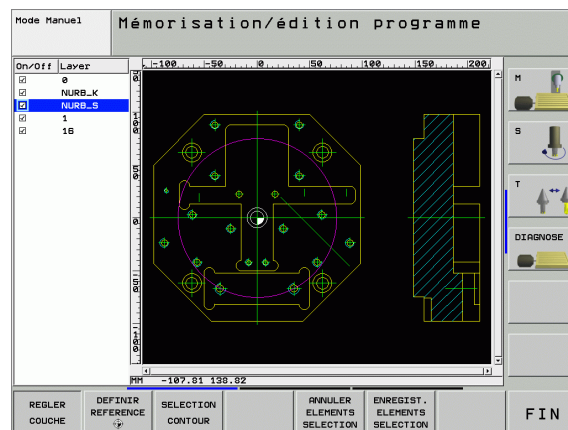 Mode Manuel
Mémorisation/édition programme
On/Off Layer
0
NURB_K
NURB_S
1
16
-100 -50 0 50 100 150 200
M
S
T
DIAGNOSE
MM -107.81 138.82
REGLER COUCHE
DEFINIR REFERENCE
SELECTION CONTOUR
ANNULER ELEMENTS SELECTION
ENREGIST. ELEMENTS SELECTION
FIN